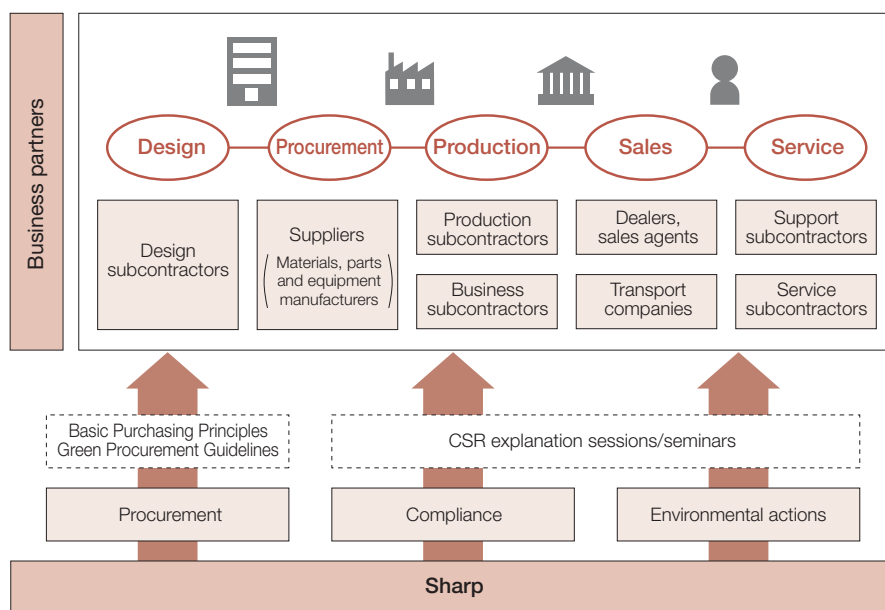 Business partners
Design
Procurement
Production
Sales
Service
Design
subcontractors
Suppliers
(Materials, parts
and equipment
manufacturers)
Production
subcontractors
Business
subcontractors
Dealers,
sales agents
Transport
companies
Support
subcontractors
Service
subcontractors
Basic Purchasing Principles
Green Procurement Guidelines
CSR explanation sessions/seminars
Procurement
Compliance
Environmental actions
Sharp